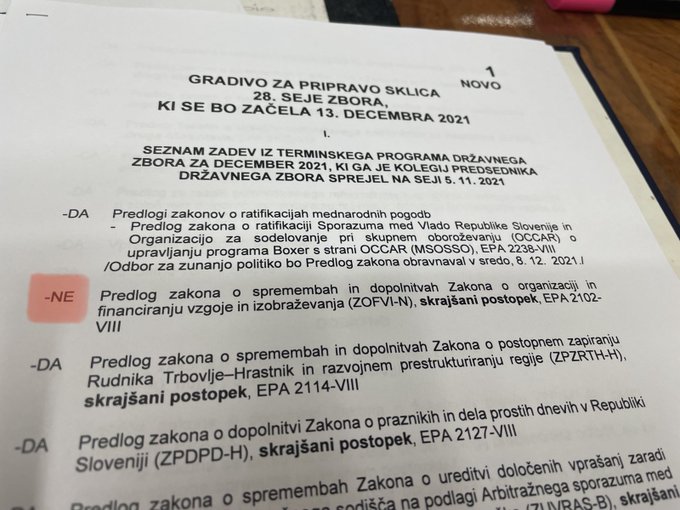 1
NOVO
GRADIVO ZA PRIPRAVO SKLICA
28. SEJE ZBORA,
KI SE BO ZAČELA 13. DECEMBRA 2021
I.
SEZNAM ZADEV IZ TERMINSKEGA PROGRAMA DRŽAVNEGA
ZBORA ZA DECEMBER 2021, KI GA JE KOLEGIJ PREDSEDNIKA
DRŽAVNEGA ZBORA SPREJEL NA SEJI 5. 11. 2021
-DA Predlogi zakonov o ratifikacijah mednarodnih pogodb
- Predlog zakona o ratifikaciji Sporazuma med Vlado Republike Slovenije in
Organizacijo za sodelovanje pri skupnem oboroževanju (OCCAR) o
upravljanju programa Boxer s strani OCCAR (MSOSSO), EPA 2238-VIII
/Odbor za zunanjo politiko bo Predlog zakona obravnaval v sredo, 8. 12. 2021./
-NE Predlog zakona o spremembah in dopolnitvah Zakona o organizaciji in
financiranju vzgoje in izobraževanja (ZOFVI-N), skrajšani postopek, EPA 2102-
VIII
-DA Predlog zakona o spremembah in dopolnitvah Zakona o postopnem zapiranju
Rudnika Trbovlje–Hrastnik in razvojnem prestrukturiranju regije (ZPZRTH-H),
skrajšani postopek, EPA 2114-VIII
-DA Predlog zakona o dopolnitvi Zakona o praznikih in dela prostih dnevih v Republiki
Sloveniji (ZPDPD-H), skrajšani postopek, EPA 2127-VIII
-DA Predlog zakona o spremembah Zakona o ureditvi določenih vprašanj zaradi
sodišča na podlagi Arbitražnega sporazuma med
(ZUVRAS-B), skrajšani